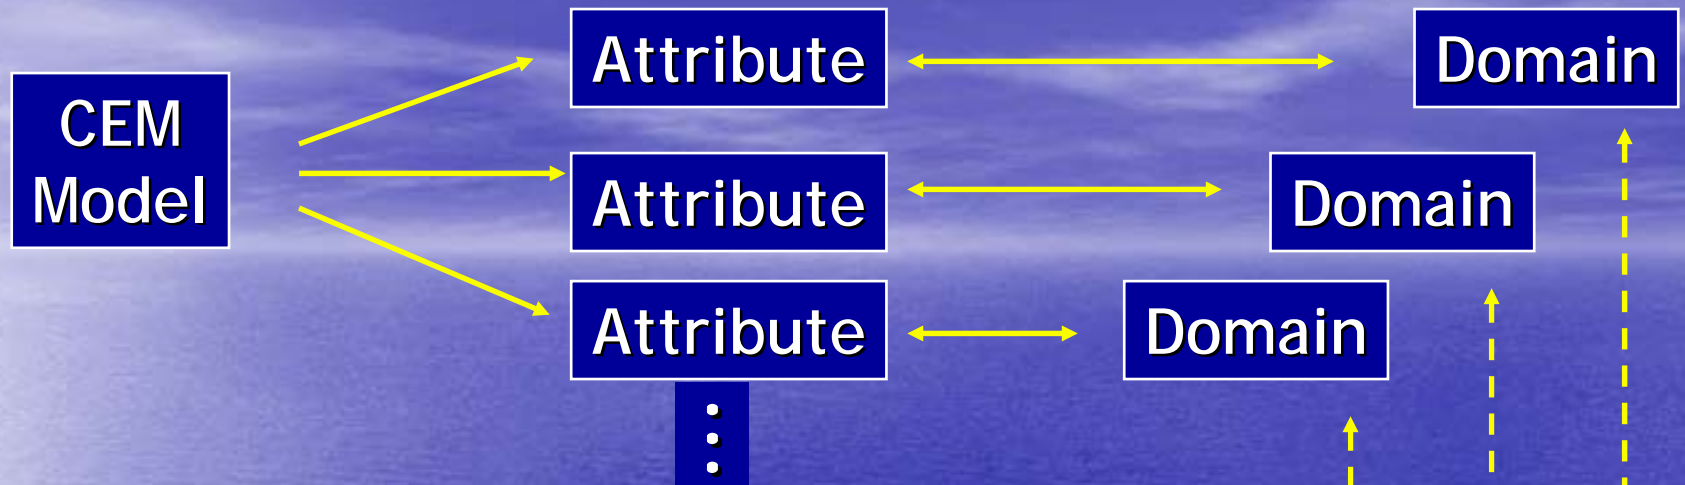 CEM
Model
Attribute
Domain
Attribute
Domain
Attribute
Domain